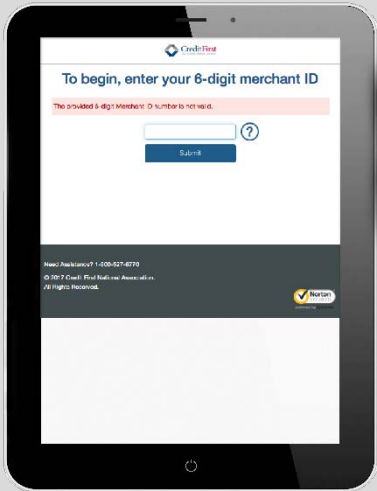 Credit First
To begin, enter your 6-digit merchant ID
The provided 6-digit Merchant ID number is not valid.
?
Submit
Need Assistance? 1-800-527-6770
© 2017 Credit First National Association.
All Rights Reserved.
Norton